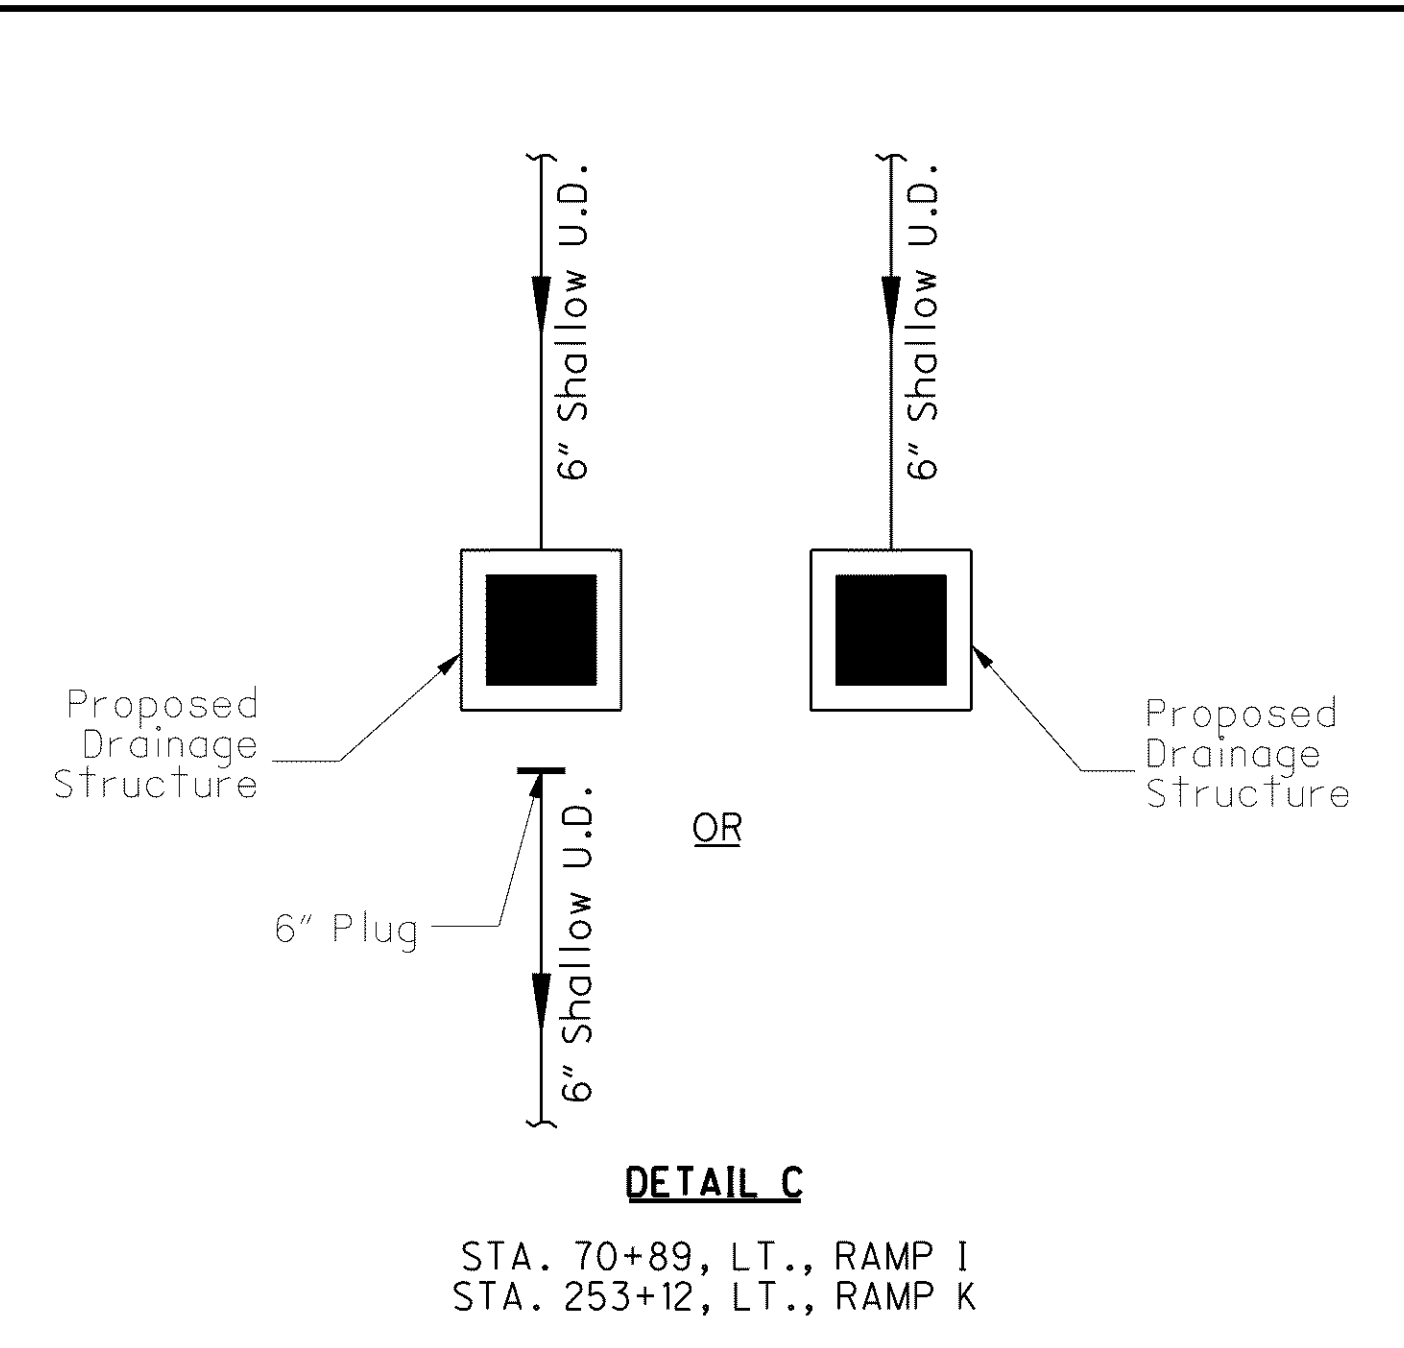 6" Shallow U.D.
6" Shallow U.D.
Proposed
Drainage
Structure
Proposed
Drainage
Structure
OR
6" Plug
6" Shallow U.D.
DETAIL C
STA. 70+89, LT., RAMP I
STA. 253+12, LT., RAMP K